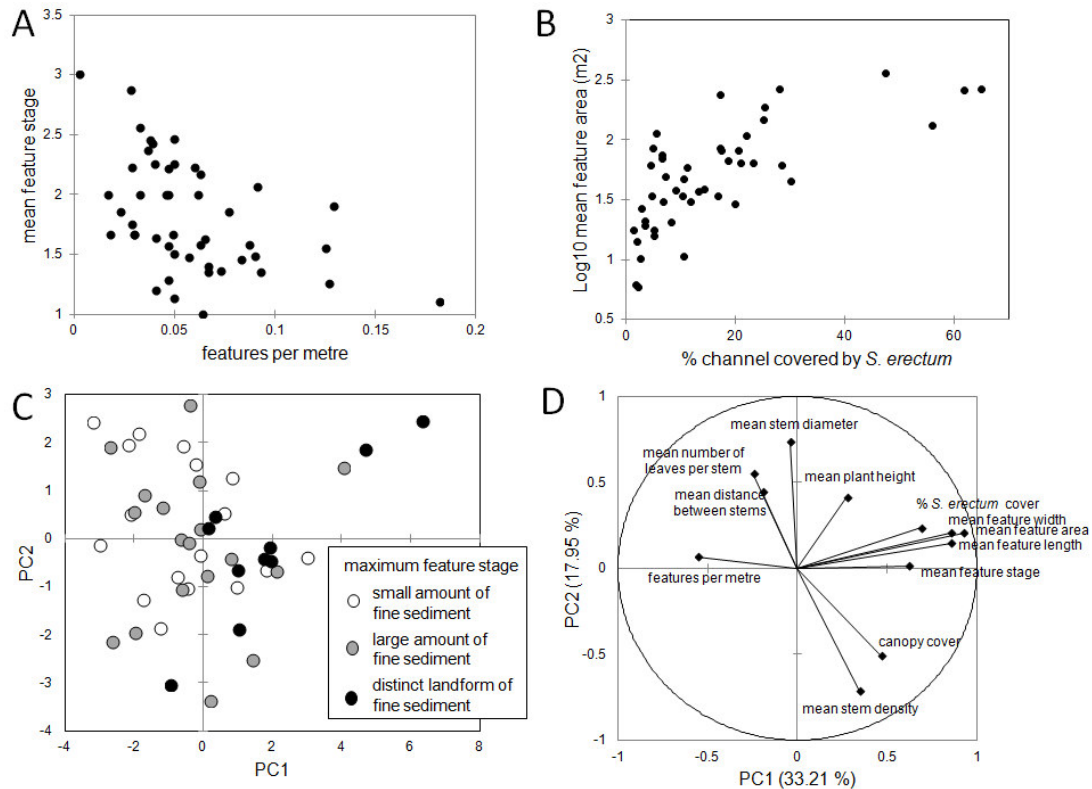 A
mean feature stage
3.5
3
2.5
2
1.5
1
0
0.05
0.1
0.15
0.2
features per metre
B
Log10 mean feature area (m2)
3
2.5
2
1.5
1
0.5
0
20
40
60
% channel covered by S. erectum
C
PC2
3
2
1
0
-1
-2
-3
-4
-4
-2
0
2
4
6
8
PC1
maximum feature stage
small amount of
fine sediment
large amount of
fine sediment
distinct landform of
fine sediment
D
PC2 (17.95 %)
1
0.5
0
-0.5
-1
-1
-0.5
0
0.5
1
PC1 (33.21 %)
mean stem diameter
mean number of
leaves per stem
mean plant height
mean distance
between stems
% S. erectum cover
mean feature width
mean feature area
mean feature length
features per metre
mean feature stage
canopy cover
mean stem density